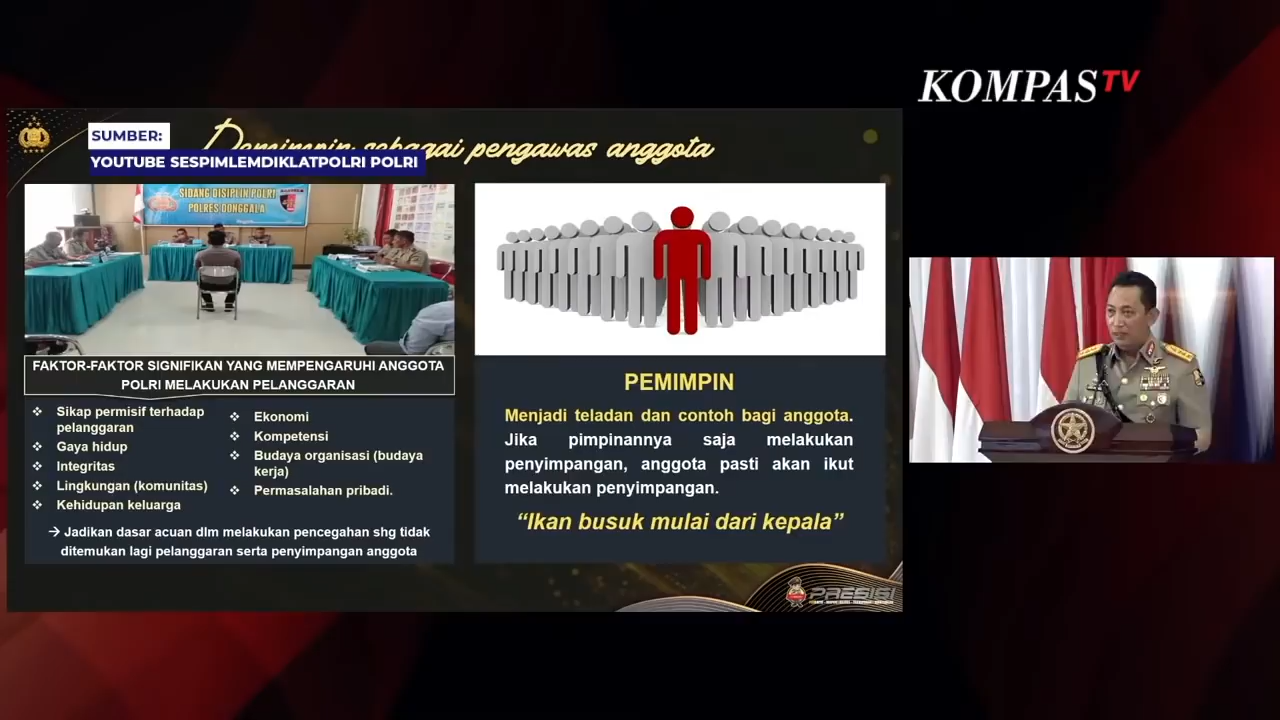 KOMPAS TV
SUMBER:
YOUTUBE SESPIMLEMDIKLATPOLRI POLRI
Pemimpin sebagai pengawas anggota
SIDANG DISIPLIN POLRI
POLRES DONGGALA
FAKTOR-FAKTOR SIGNIFIKAN YANG MEMPENGARUHI ANGGOTA
POLRI MELAKUKAN PELANGGARAN
❖ Sikap permisif terhadap
pelanggaran
❖ Gaya hidup
❖ Integritas
❖ Lingkungan (komunitas)
❖ Kehidupan keluarga
❖ Ekonomi
❖ Kompetensi
❖ Budaya organisasi (budaya
kerja)
❖ Permasalahan pribadi.
→ Jadikan dasar acuan dlm melakukan pencegahan shg tidak
ditemukan lagi pelanggaran serta penyimpangan anggota
PEMIMPIN
Menjadi teladan dan contoh bagi anggota.
Jika pimpinannya saja melakukan
penyimpangan, anggota pasti akan ikut
melakukan penyimpangan.
“Ikan busuk mulai dari kepala”
PRESISI